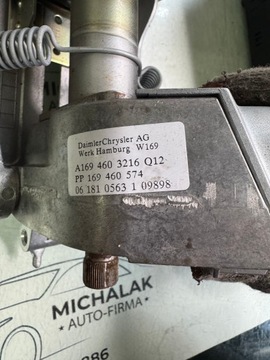 DaimlerChrysler AG
Werk Hamburg W169
A169 460 3216 Q12
PP 169 460 574
06 181 0563 1 09898
MICHALAK
AUTO-FIRMA
886